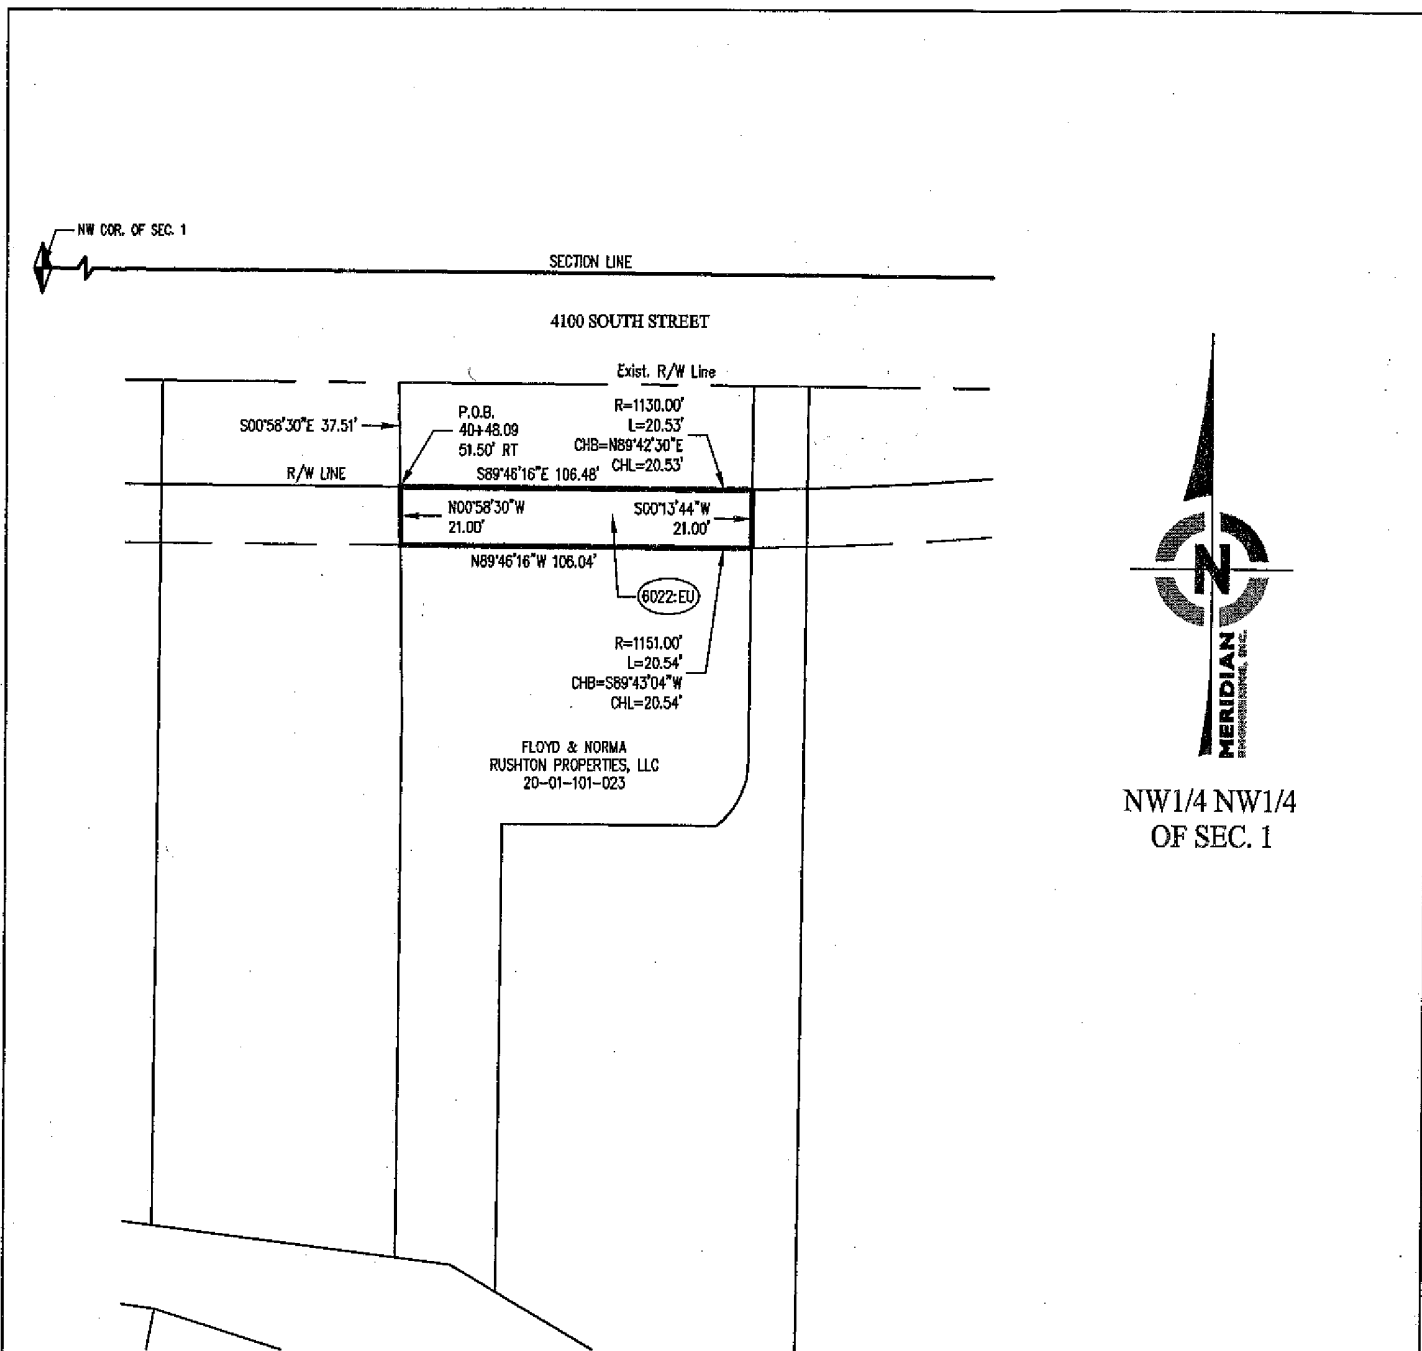 NW COR. OF SEC. 1
SECTION LINE
4100 SOUTH STREET
Exist. R/W Line
S00°58'30"E 37.51'
P.O.B.
40+48.09
51.50' RT
R=1130.00'
L=20.53'
CHB=N89°42'30"E
CHL=20.53'
R/W LINE
S89°46'16"E 106.48'
N00°58'30"W
21.00'
S00°13'44"W
21.00'
N89°46'16"W 106.04'
6022:EU
R=1151.00'
L=20.54'
CHB=S89°43'04"W
CHL=20.54'
FLOYD & NORMA
RUSHTON PROPERTIES, LLC
20-01-101-023
N
MERIDIAN
ENGINEERING, INC.
NW1/4 NW1/4
OF SEC. 1